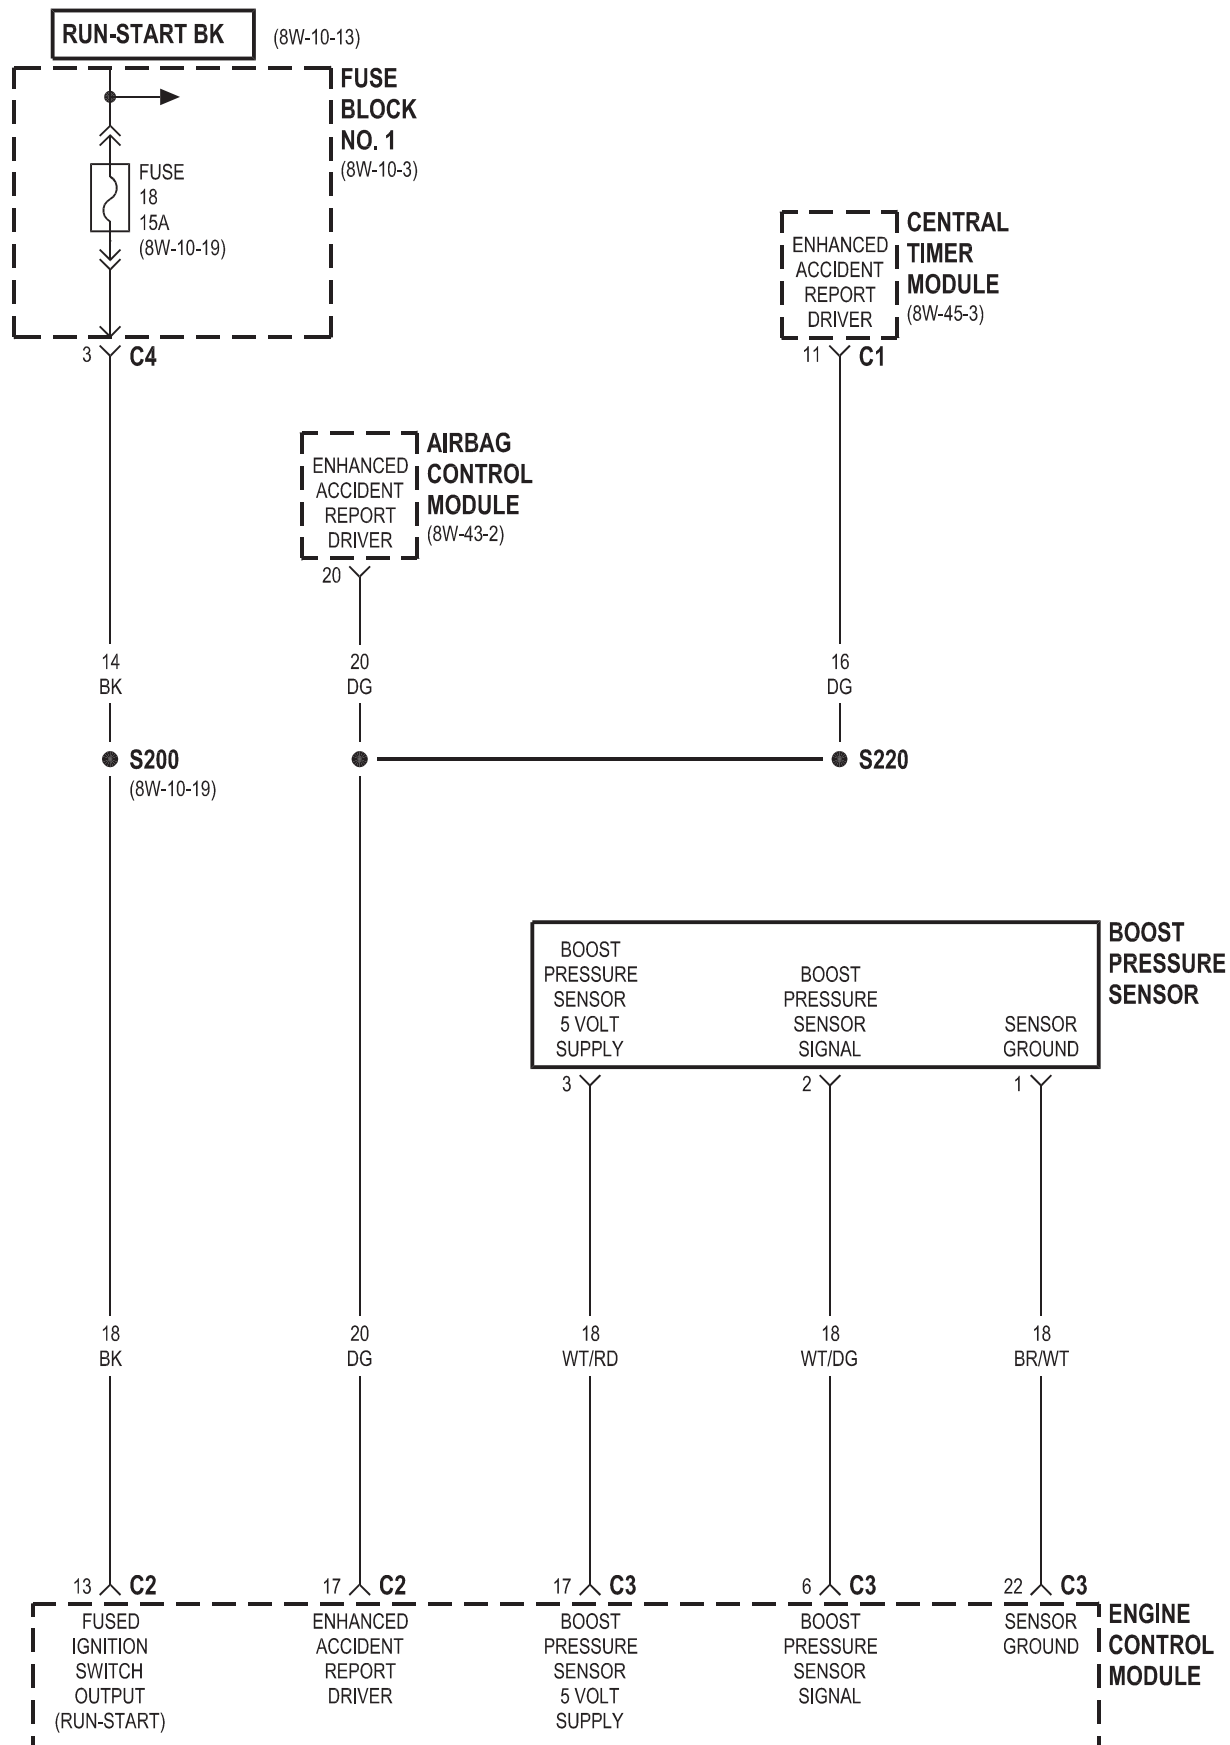 RUN-START BK (8W-10-13)
FUSE
BLOCK
NO. 1
(8W-10-3)
FUSE
18
15A
(8W-10-19)
3 C4
CENTRAL
TIMER
MODULE
(8W-45-3)
ENHANCED
ACCIDENT
REPORT
DRIVER
11 C1
AIRBAG
CONTROL
MODULE
(8W-43-2)
ENHANCED
ACCIDENT
REPORT
DRIVER
20
14
BK
20
DG
16
DG
S200
(8W-10-19)
S220
BOOST
PRESSURE
SENSOR
BOOST
PRESSURE
SENSOR
5 VOLT
SUPPLY
BOOST
PRESSURE
SENSOR
SIGNAL
SENSOR
GROUND
3
2
1
18
BK
20
DG
18
WT/RD
18
WT/DG
18
BR/WT
13 C2
17 C2
17 C3
6 C3
22 C3
FUSED
IGNITION
SWITCH
OUTPUT
(RUN-START)
ENHANCED
ACCIDENT
REPORT
DRIVER
BOOST
PRESSURE
SENSOR
5 VOLT
SUPPLY
BOOST
PRESSURE
SENSOR
SIGNAL
SENSOR
GROUND
ENGINE
CONTROL
MODULE